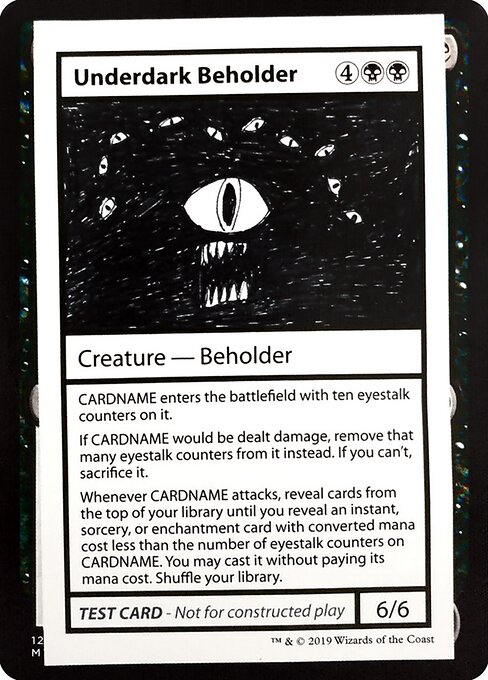 Underdark Beholder 4
Creature — Beholder
CARDNAME enters the battlefield with ten eyestalk
counters on it.
If CARDNAME would be dealt damage, remove that
many eyestalk counters from it instead. If you can't,
sacrifice it.
Whenever CARDNAME attacks, reveal cards from
the top of your library until you reveal an instant,
sorcery, or enchantment card with converted mana
cost less than the number of eyestalk counters on
CARDNAME. You may cast it without paying its
mana cost. Shuffle your library.
TEST CARD - Not for constructed play 6/6
12
M
™ & © 2019 Wizards of the Coast